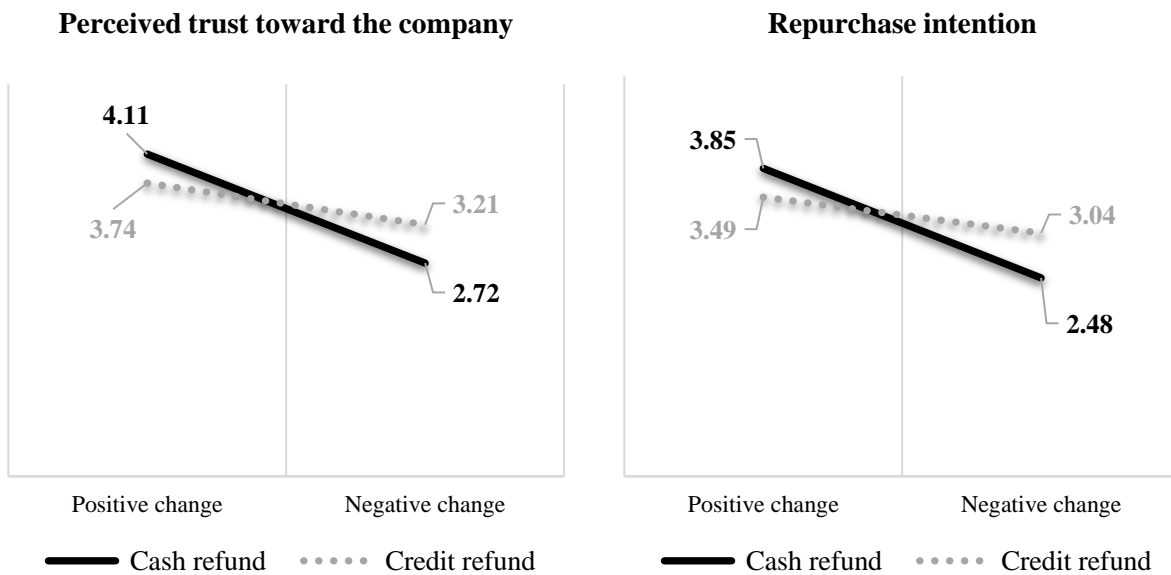 Perceived trust toward the company
4.11
3.74
3.21
2.72
Positive change
Negative change
Cash refund
Credit refund
Repurchase intention
3.85
3.49
3.04
2.48
Positive change
Negative change
Cash refund
Credit refund